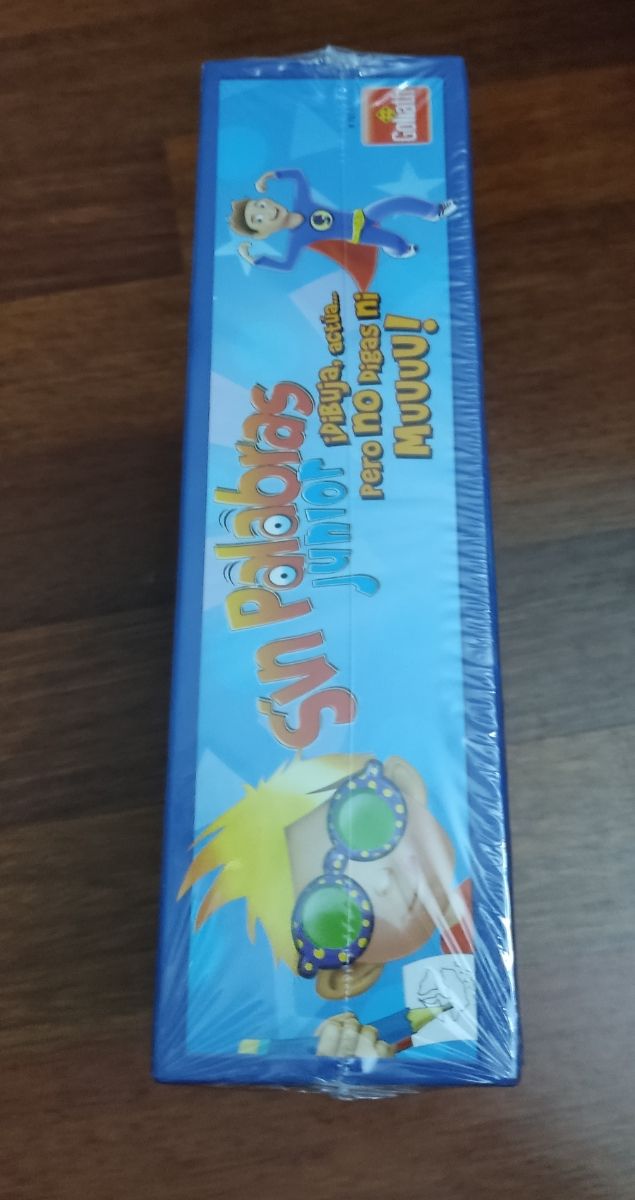 Goliath
Sin Palabras
junior
¡Dibuja, actúa...
Pero no Digas ni
Muuuu!